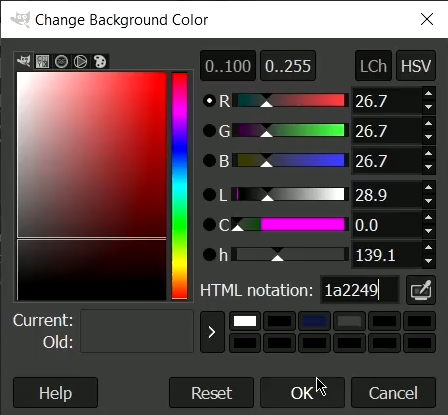 Change Background Color
0..100 0..255 LCh HSV
R 26.7
G 26.7
B 26.7
L 28.9
C 0.0
h 139.1
HTML notation: 1a2249
Current:
Old:
Help Reset OK Cancel